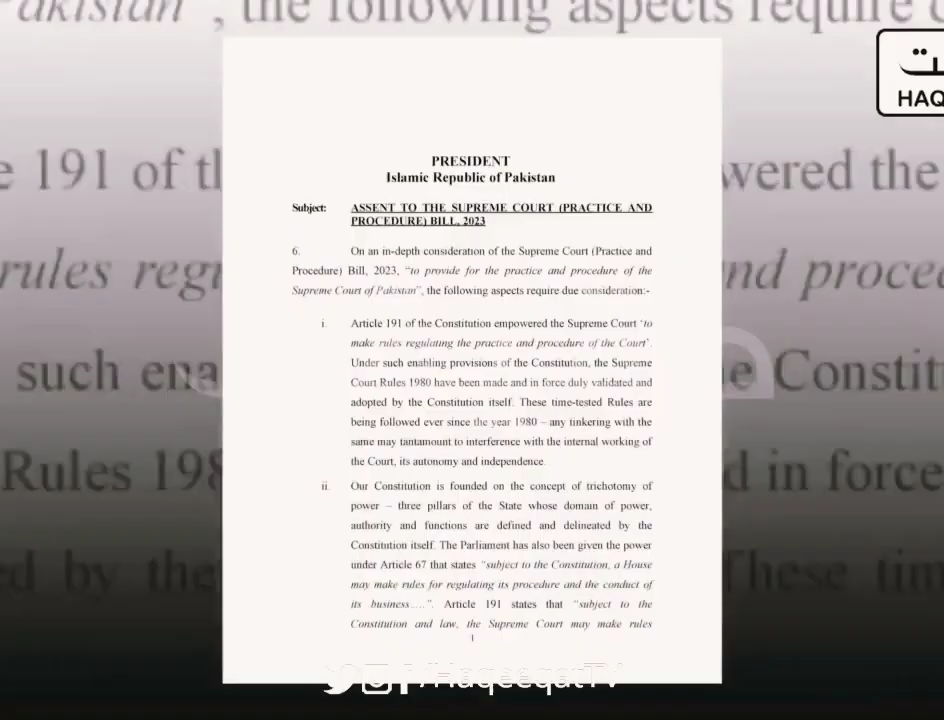 akistan", the following aspects require
PRESIDENT
Islamic Republic of Pakistan
Subject: ASSENT TO THE SUPREME COURT (PRACTICE AND
PROCEDURE) BILL, 2023
6. On an in-depth consideration of the Supreme Court (Practice and
Procedure) Bill, 2023, "to provide for the practice and procedure of the
Supreme Court of Pakistan", the following aspects require due consideration:-
i. Article 191 of the Constitution empowered the Supreme Court 'to
make rules regulating the practice and procedure of the Court'.
Under such enabling provisions of the Constitution, the Supreme
Court Rules 1980 have been made and in force duly validated and
adopted by the Constitution itself. These time-tested Rules are
being followed ever since the year 1980 – any tinkering with the
same may tantamount to interference with the internal working of
the Court, its autonomy and independence.
ii. Our Constitution is founded on the concept of trichotomy of
power – three pillars of the State whose domain of power,
authority and functions are defined and delineated by the
Constitution itself. The Parliament has also been given the power
under Article 67 that states "subject to the Constitution, a House
may make rules for regulating its procedure and the conduct of
its business....". Article 191 states that "subject to the
Constitution and law, the Supreme Court may make rules
1
e 191 of th wered the
rules regu nd proced
such ena e Constit
Rules 198 d in force
ed by the These tim
HAQ
/HaqeeqatTV